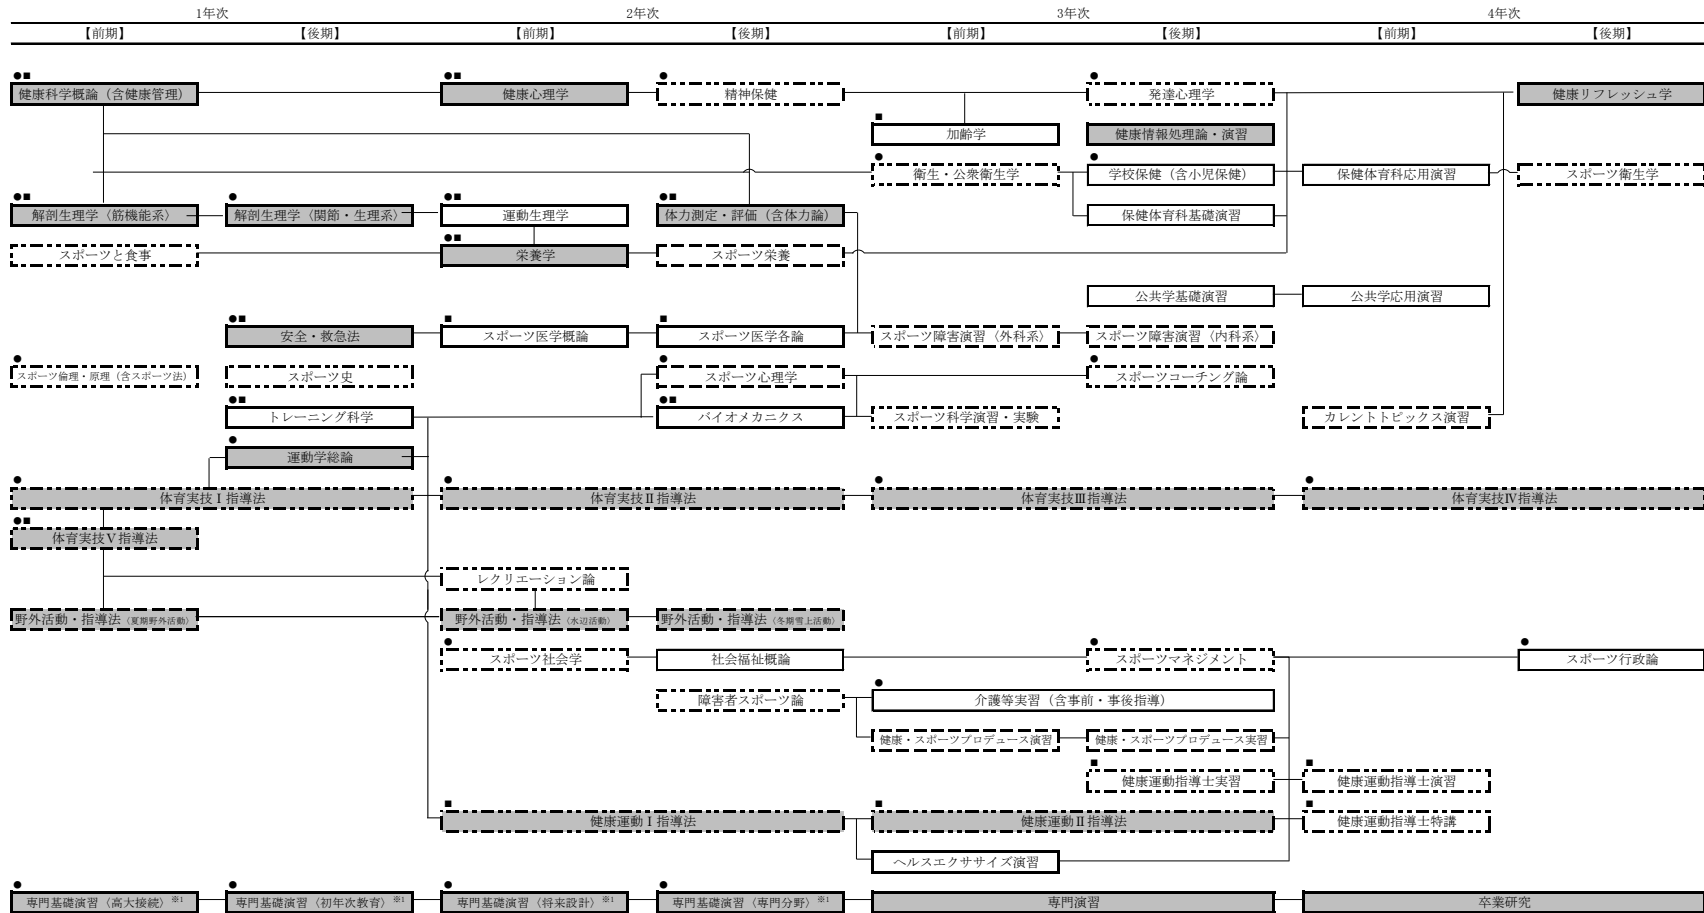 1年次 2年次 3年次 4年次
【前期】 【後期】 【前期】 【後期】 【前期】 【後期】 【前期】 【後期】
●■ ●■ ● ●
健康科学概論（含健康管理） 健康心理学 精神保健 発達心理学 健康リフレッシュ学
■
加齢学 健康情報処理論・演習
● ●
衛生・公衆衛生学 学校保健（含小児保健） 保健体育科応用演習 スポーツ衛生学
●■ ● ●■ ●■
解剖生理学〈筋機能系〉 解剖生理学〈関節・生理系〉 運動生理学 体力測定・評価（含体力論） 保健体育科基礎演習
●■
スポーツと食事 栄養学 スポーツ栄養
公共学基礎演習 公共学応用演習
●■ ■ ■
安全・救急法 スポーツ医学概論 スポーツ医学各論 スポーツ障害演習〈外科系〉 スポーツ障害演習〈内科系〉
● ● ●
スポーツ倫理・原理（含スポーツ法） スポーツ史 スポーツ心理学 スポーツコーチング論
●■ ●■
トレーニング科学 バイオメカニクス スポーツ科学演習・実験 カレントトピックス演習
●
運動学総論
● ● ● ●
体育実技Ⅰ指導法 体育実技Ⅱ指導法 体育実技Ⅲ指導法 体育実技Ⅳ指導法
●■
体育実技Ⅴ指導法
レクリエーション論
野外活動・指導法〈夏期野外活動〉 野外活動・指導法〈水辺活動〉 野外活動・指導法〈冬期雪上活動〉
● ● ●
スポーツ社会学 社会福祉概論 スポーツマネジメント スポーツ行政論
●
障害者スポーツ論 介護等実習（含事前・事後指導）
健康・スポーツプロデュース演習 健康・スポーツプロデュース実習
■ ■
健康運動指導士実習 健康運動指導士演習
■ ■ ■
健康運動Ⅰ指導法 健康運動Ⅱ指導法 健康運動指導士特講
ヘルスエクササイズ演習
● ● ● ●
専門基礎演習〈高大接続〉※1 専門基礎演習〈初年次教育〉※1 専門基礎演習〈将来設計〉※1 専門基礎演習〈専門分野〉※1 専門演習 卒業研究